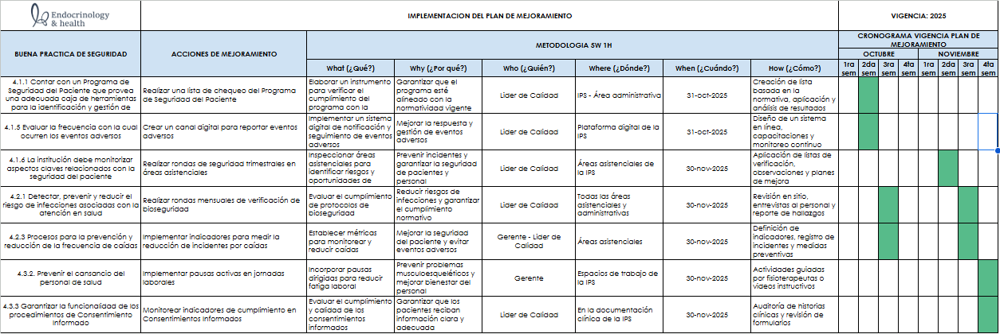 Endocrinology
& health
IMPLEMENTACION DEL PLAN DE MEJORAMIENTO
VIGENCIA: 2025
BUENA PRACTICA DE SEGURIDAD
ACCIONES DE MEJORAMIENTO
METODOLOGIA 5W 1H
CRONOGRAMA VIGENCIA PLAN DE
MEJORAMIENTO
OCTUBRE
NOVIEMBRE
What (¿Qué?)
Why (¿Por qué?)
Who (¿Quién?)
Where (¿Dónde?)
When (¿Cuándo?)
How (¿Cómo?)
1ra sem
2da sem
3ra sem
4ta sem
1ra sem
2da sem
3ra sem
4ta sem
4.1.1 Contar con un Programa de
Seguridad del Paciente que provea
una adecuada caja de herramientas
para la identificación y gestión de
Realizar una lista de chequeo del Programa
de Seguridad del Paciente
Elaborar un instrumento
para verificar el
cumplimiento del
programa con la
Garantizar que el
programa esté
alineado con la
normatividad vigente
Lider de Calidad
IPS - Área administrativa
31-oct-2025
Creación de lista
basada en la
normativa, aplicación y
análisis de resultados
4.1.5 Evaluar la frecuencia con la cual
ocurren los eventos adversos
Crear un canal digital para reportar eventos
adversos
Implementar un sistema
digital de notificación y
seguimiento de eventos
adversos
Mejorar la respuesta y
gestión de eventos
adversos
Lider de Calidad
Plataforma digital de la
IPS
31-oct-2025
Diseño de un sistema
en línea,
capacitaciones y
monitoreo continuo
4.1.6 La institución debe monitorizar
aspectos claves relacionados con la
seguridad del paciente
Realizar rondas de seguridad trimestrales en
áreas asistenciales
Inspeccionar áreas
asistenciales para
identificar riesgos y
oportunidades de
Prevenir incidentes y
garantizar la seguridad
de pacientes y
personal
Lider de Calidad
Áreas asistenciales de
la IPS
30-nov-2025
Aplicación de listas de
verificación,
observaciones y planes
de mejora
4.2.1 Detectar, prevenir y reducir el
riesgo de infecciones asociadas con la
atención en salud
Realizar rondas mensuales de verificación de
bioseguridad
Evaluar el cumplimiento
de protocolos de
bioseguridad
Reducir riesgos de
infecciones y garantizar
el cumplimiento
normativo
Lider de Calidad
Todas las áreas
asistenciales y
administrativas
30-nov-2025
Revisión en sitio,
entrevistas al personal y
reporte de hallazgos
4.2.3 Procesos para la prevención y
reducción de la frecuencia de caídas
Implementar indicadores para medir la
reducción de incidentes por caídas
Establecer métricas
para monitorear y
reducir caídas
Mejorar la seguridad
del paciente y evitar
eventos adversos
Gerente - Lider de
Calidad
Áreas asistenciales
30-nov-2025
Definición de
indicadores, registro de
incidentes y medidas
preventivas
4.3.2. Prevenir el cansancio del
personal de salud
Implementar pausas activas en jornadas
laborales
Incorporar pausas
dirigidas para reducir
fatiga laboral
Prevenir problemas
musculoesqueléticos y
mejorar bienestar del
personal
Gerente
Espacios de trabajo de
la IPS
30-nov-2025
Actividades guiadas
por fisioterapeutas o
videos instructivos
4.3.3 Garantizar la funcionalidad de los
procedimientos de Consentimiento
Informado
Monitorear indicadores de cumplimiento en
Consentimientos Informados
Evaluar el cumplimiento
y calidad de los
consentimientos
informados
Garantizar que los
pacientes reciban
información clara y
adecuada
Lider de Calidad
En la documentación
clínica de la IPS
30-nov-2025
Auditoría de historias
clínicas y revisión de
formularios